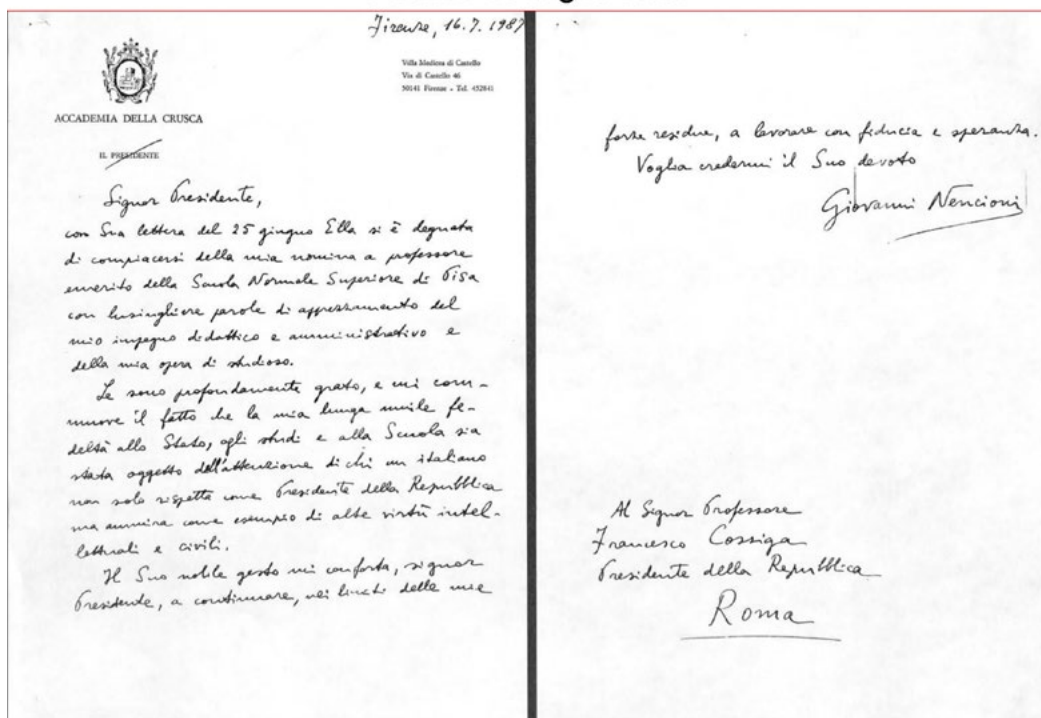 Firenze, 16.7.1987
Villa Medicea di Castello
Via di Castello 46
50141 Firenze - Tel. 452841
ACCADEMIA DELLA CRUSCA
IL PRESIDENTE
Signor Presidente,
con Sua lettera del 25 giugno Ella si è degnata
di compiacersi della mia nomina a professore
emerito della Scuola Normale Superiore di Pisa
con lusinghiere parole di apprezzamento del
mio impegno didattico e amministrativo e
della mia opera di studioso.
Le sono profondamente grato, e mi com-
muove il fatto che la mia lunga umile fe-
deltà allo Stato, agli studi e alla Scuola sia
stata oggetto dell'attenzione di chi un italiano
non solo rispetta come Presidente della Repubblica
ma ammira come esempio di alte virtù intel-
lettuali e civili.
Il Suo nobile gesto mi conforta, signor
Presidente, a continuare, nei limiti delle mie
forze residue, a lavorare con fiducia e speranza.
Voglia credermi il Suo devoto
Giovanni Nencioni
Al Signor Professore
Francesco Cossiga
Presidente della Repubblica
Roma